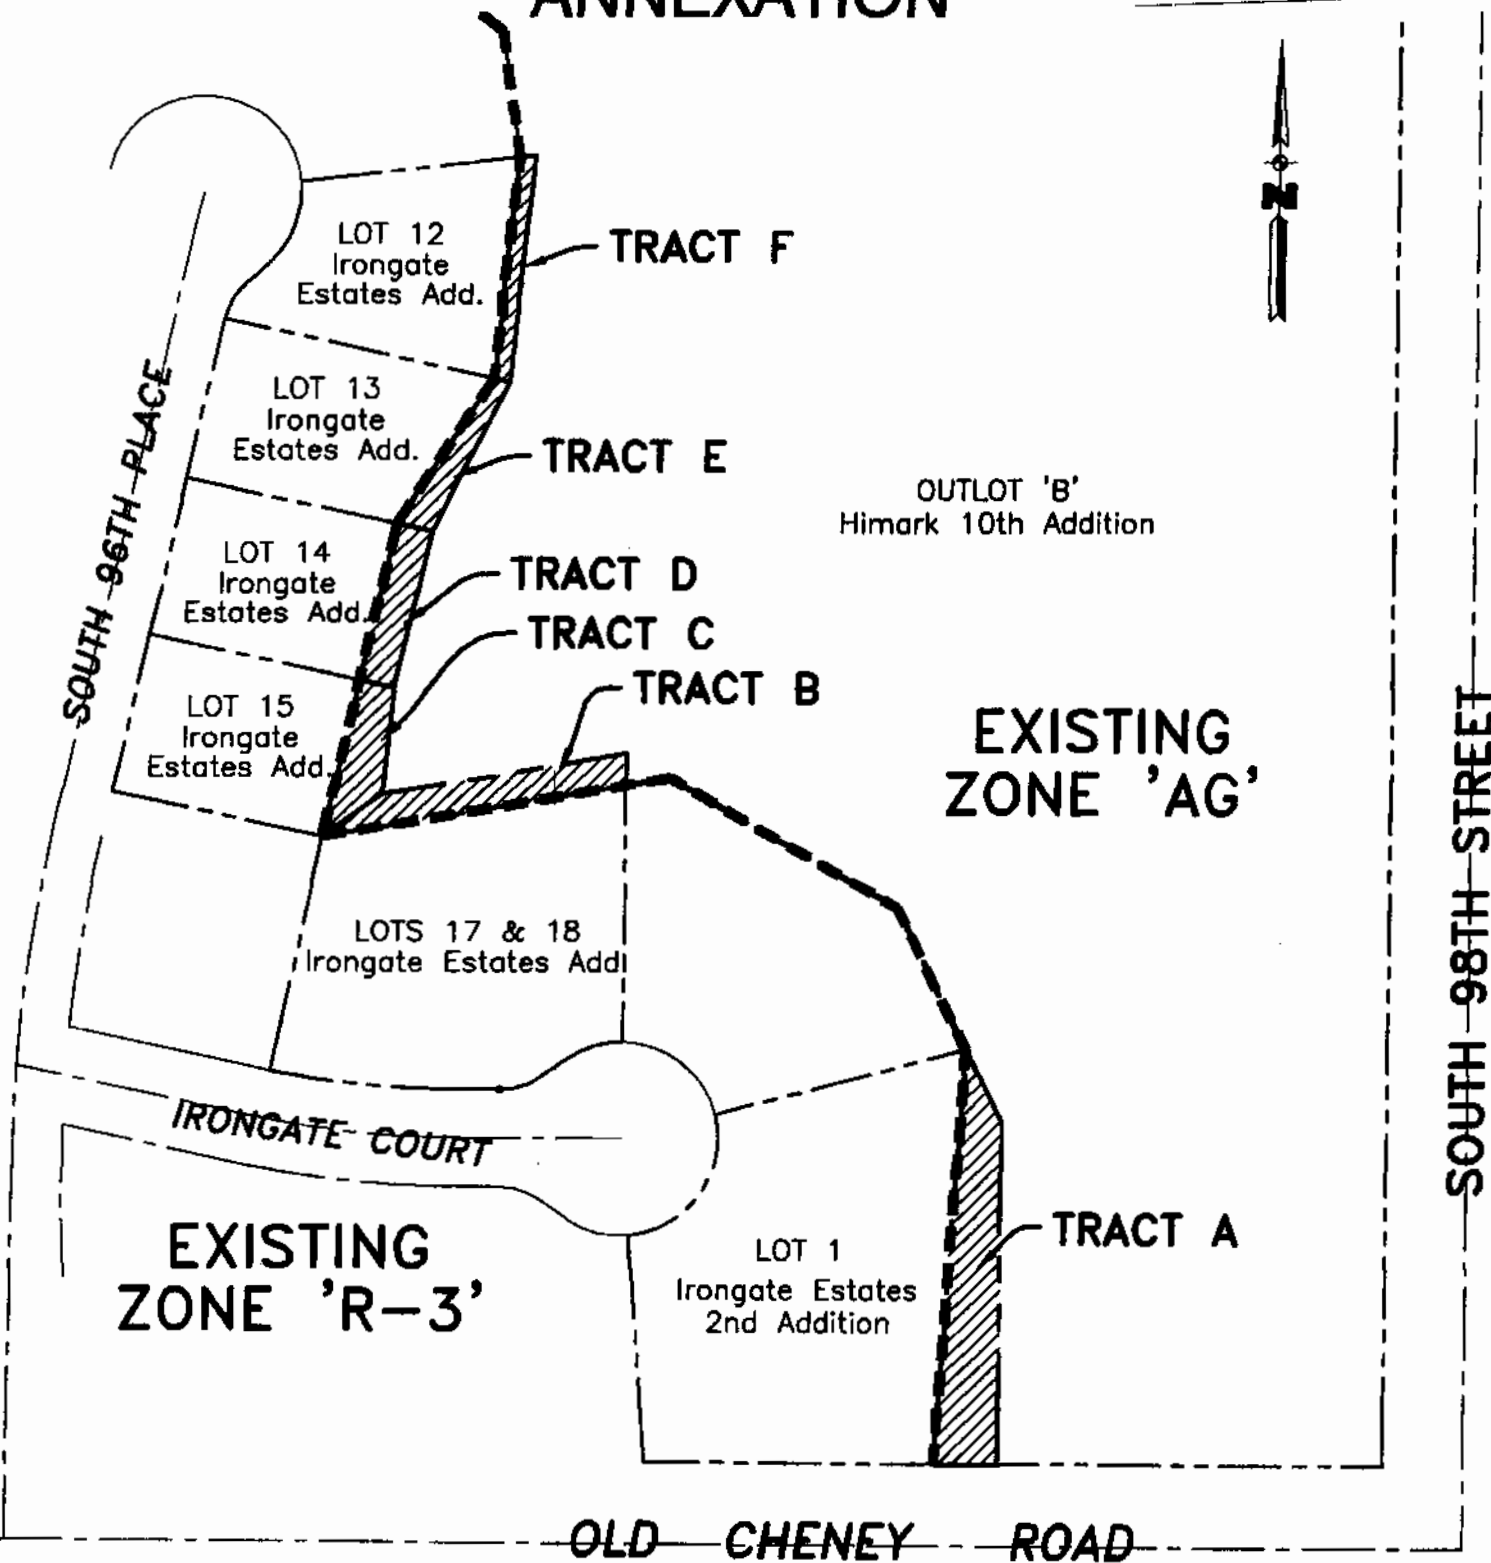 ANNEXATION
N
LOT 12
Irongate
Estates Add.
TRACT F
LOT 13
Irongate
Estates Add.
TRACT E
SOUTH 96TH PLACE
OUTLOT 'B'
Himark 10th Addition
LOT 14
Irongate
Estates Add.
TRACT D
TRACT C
TRACT B
LOT 15
Irongate
Estates Add.
EXISTING
ZONE 'AG'
SOUTH 98TH STREET
LOTS 17 & 18
Irongate Estates Add
IRONGATE COURT
EXISTING
ZONE 'R-3'
LOT 1
Irongate Estates
2nd Addition
TRACT A
OLD CHENEY ROAD